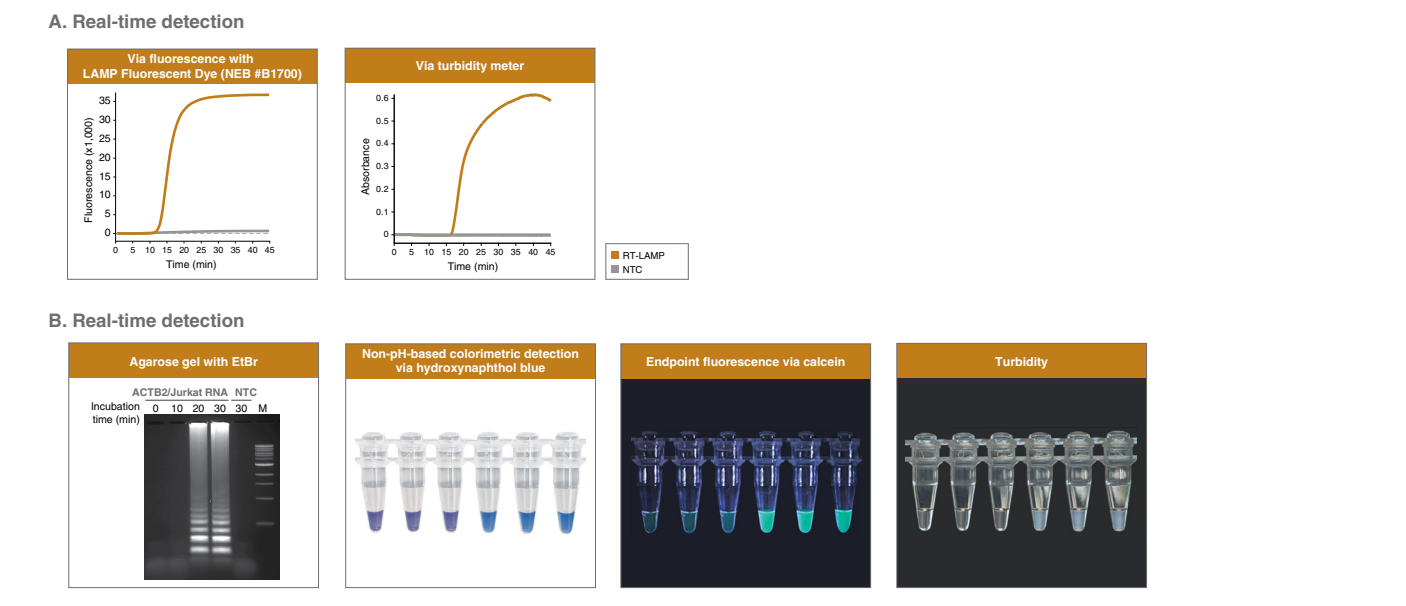 A. Real-time detection
Via fluorescence with
LAMP Fluorescent Dye (NEB #B1700)
Fluorescence (x1,000)
35
30
25
20
15
10
5
0
0 5 10 15 20 25 30 35 40 45
Time (min)
Via turbidity meter
Absorbance
0.6
0.5
0.4
0.3
0.2
0.1
0
0 5 10 15 20 25 30 35 40 45
Time (min)
RT-LAMP
NTC
B. Real-time detection
Agarose gel with EtBr
ACTB2/Jurkat RNA NTC
Incubation
time (min)
0 10 20 30 30 M
Non-pH-based colorimetric detection
via hydroxynaphthol blue
Endpoint fluorescence via calcein
Turbidity